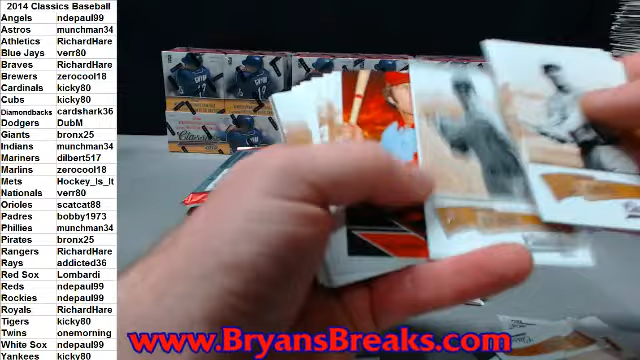 2014 Classics Baseball
Angels ndepaul99
Astros munchman34
Athletics RichardHare
Blue Jays verr80
Braves RichardHare
Brewers zerocool18
Cardinals kicky80
Cubs kicky80
Diamondbacks cardshark36
Dodgers DubM
Giants bronx25
Indians munchman34
Mariners dilbert517
Marlins zerocool18
Mets Hockey_Is_It
Nationals verr80
Orioles scatcat88
Padres bobby1973
Phillies munchman34
Pirates bronx25
Rangers RichardHare
Rays addicted36
Red Sox Lombardi
Reds ndepaul99
Rockies ndepaul99
Royals RichardHare
Tigers kicky80
Twins onemorning
White Sox ndepaul99
Yankees kicky80
GWYNN
GWYNN
Classics
www.BryansBreaks.com